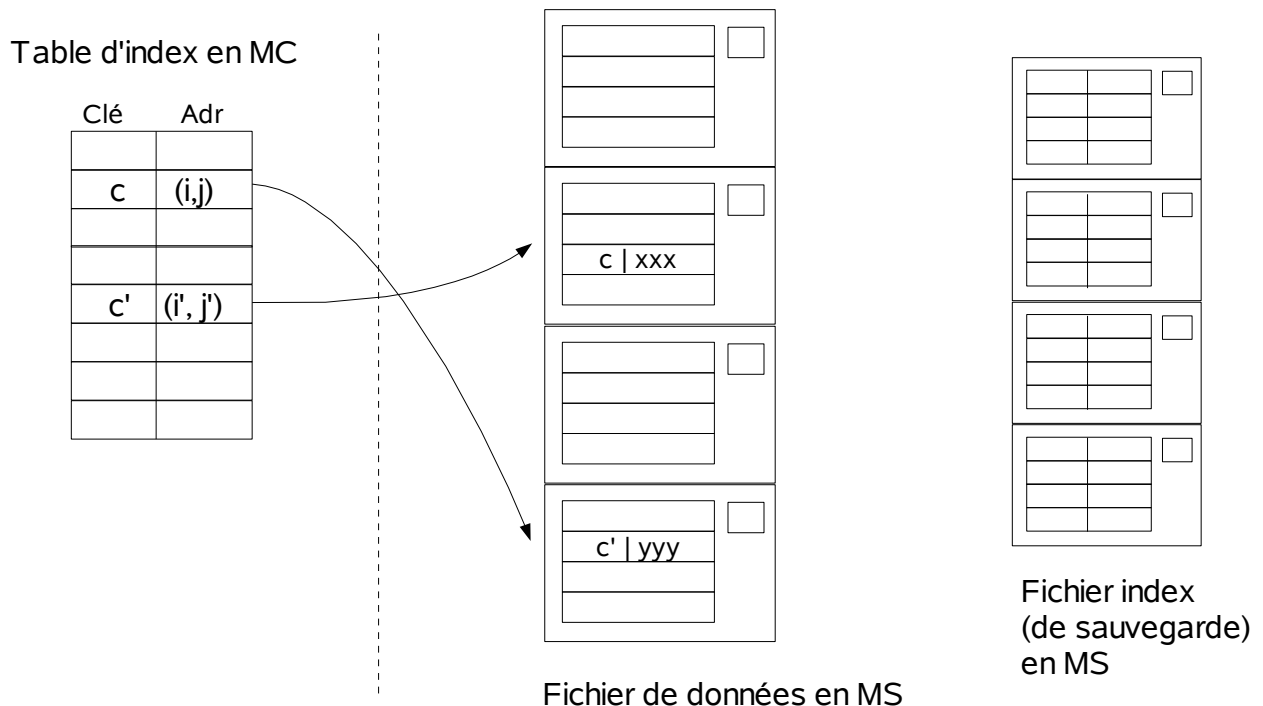 Table d'index en MC
Clé Adr
c (i,j)
c' (i', j')
c | xxx
c' | yyy
Fichier de données en MS
Fichier index
(de sauvegarde)
en MS